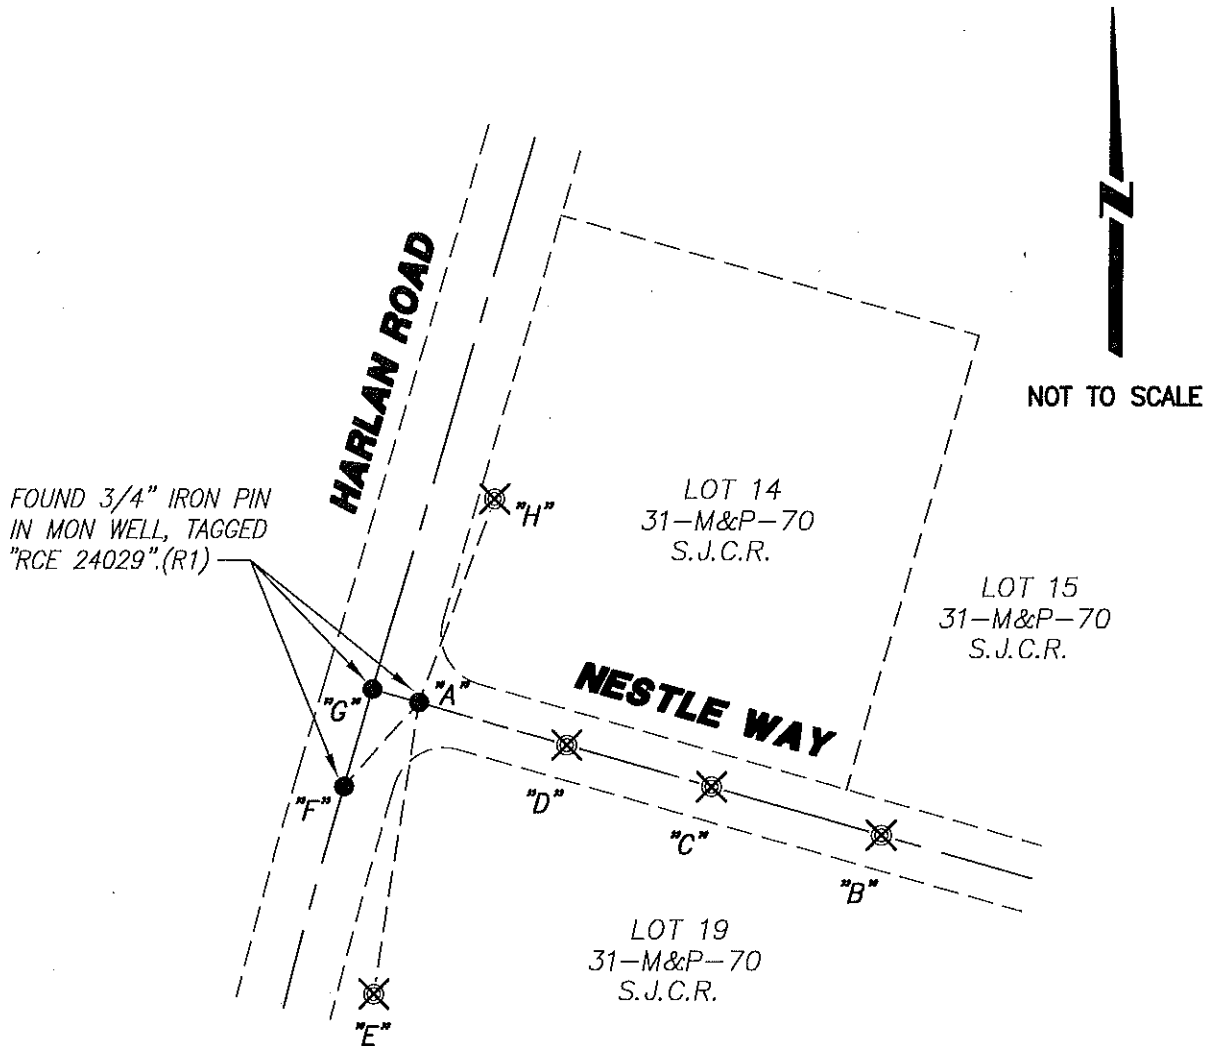 Z
NOT TO SCALE
HARLAN ROAD
FOUND 3/4" IRON PIN
IN MON WELL, TAGGED
"RCE 24029".(R1)
"H"
LOT 14
31-M&P-70
S.J.C.R.
LOT 15
31-M&P-70
S.J.C.R.
"G"
"A"
NESTLE WAY
"F"
"D"
"C"
"B"
LOT 19
31-M&P-70
S.J.C.R.
"E"